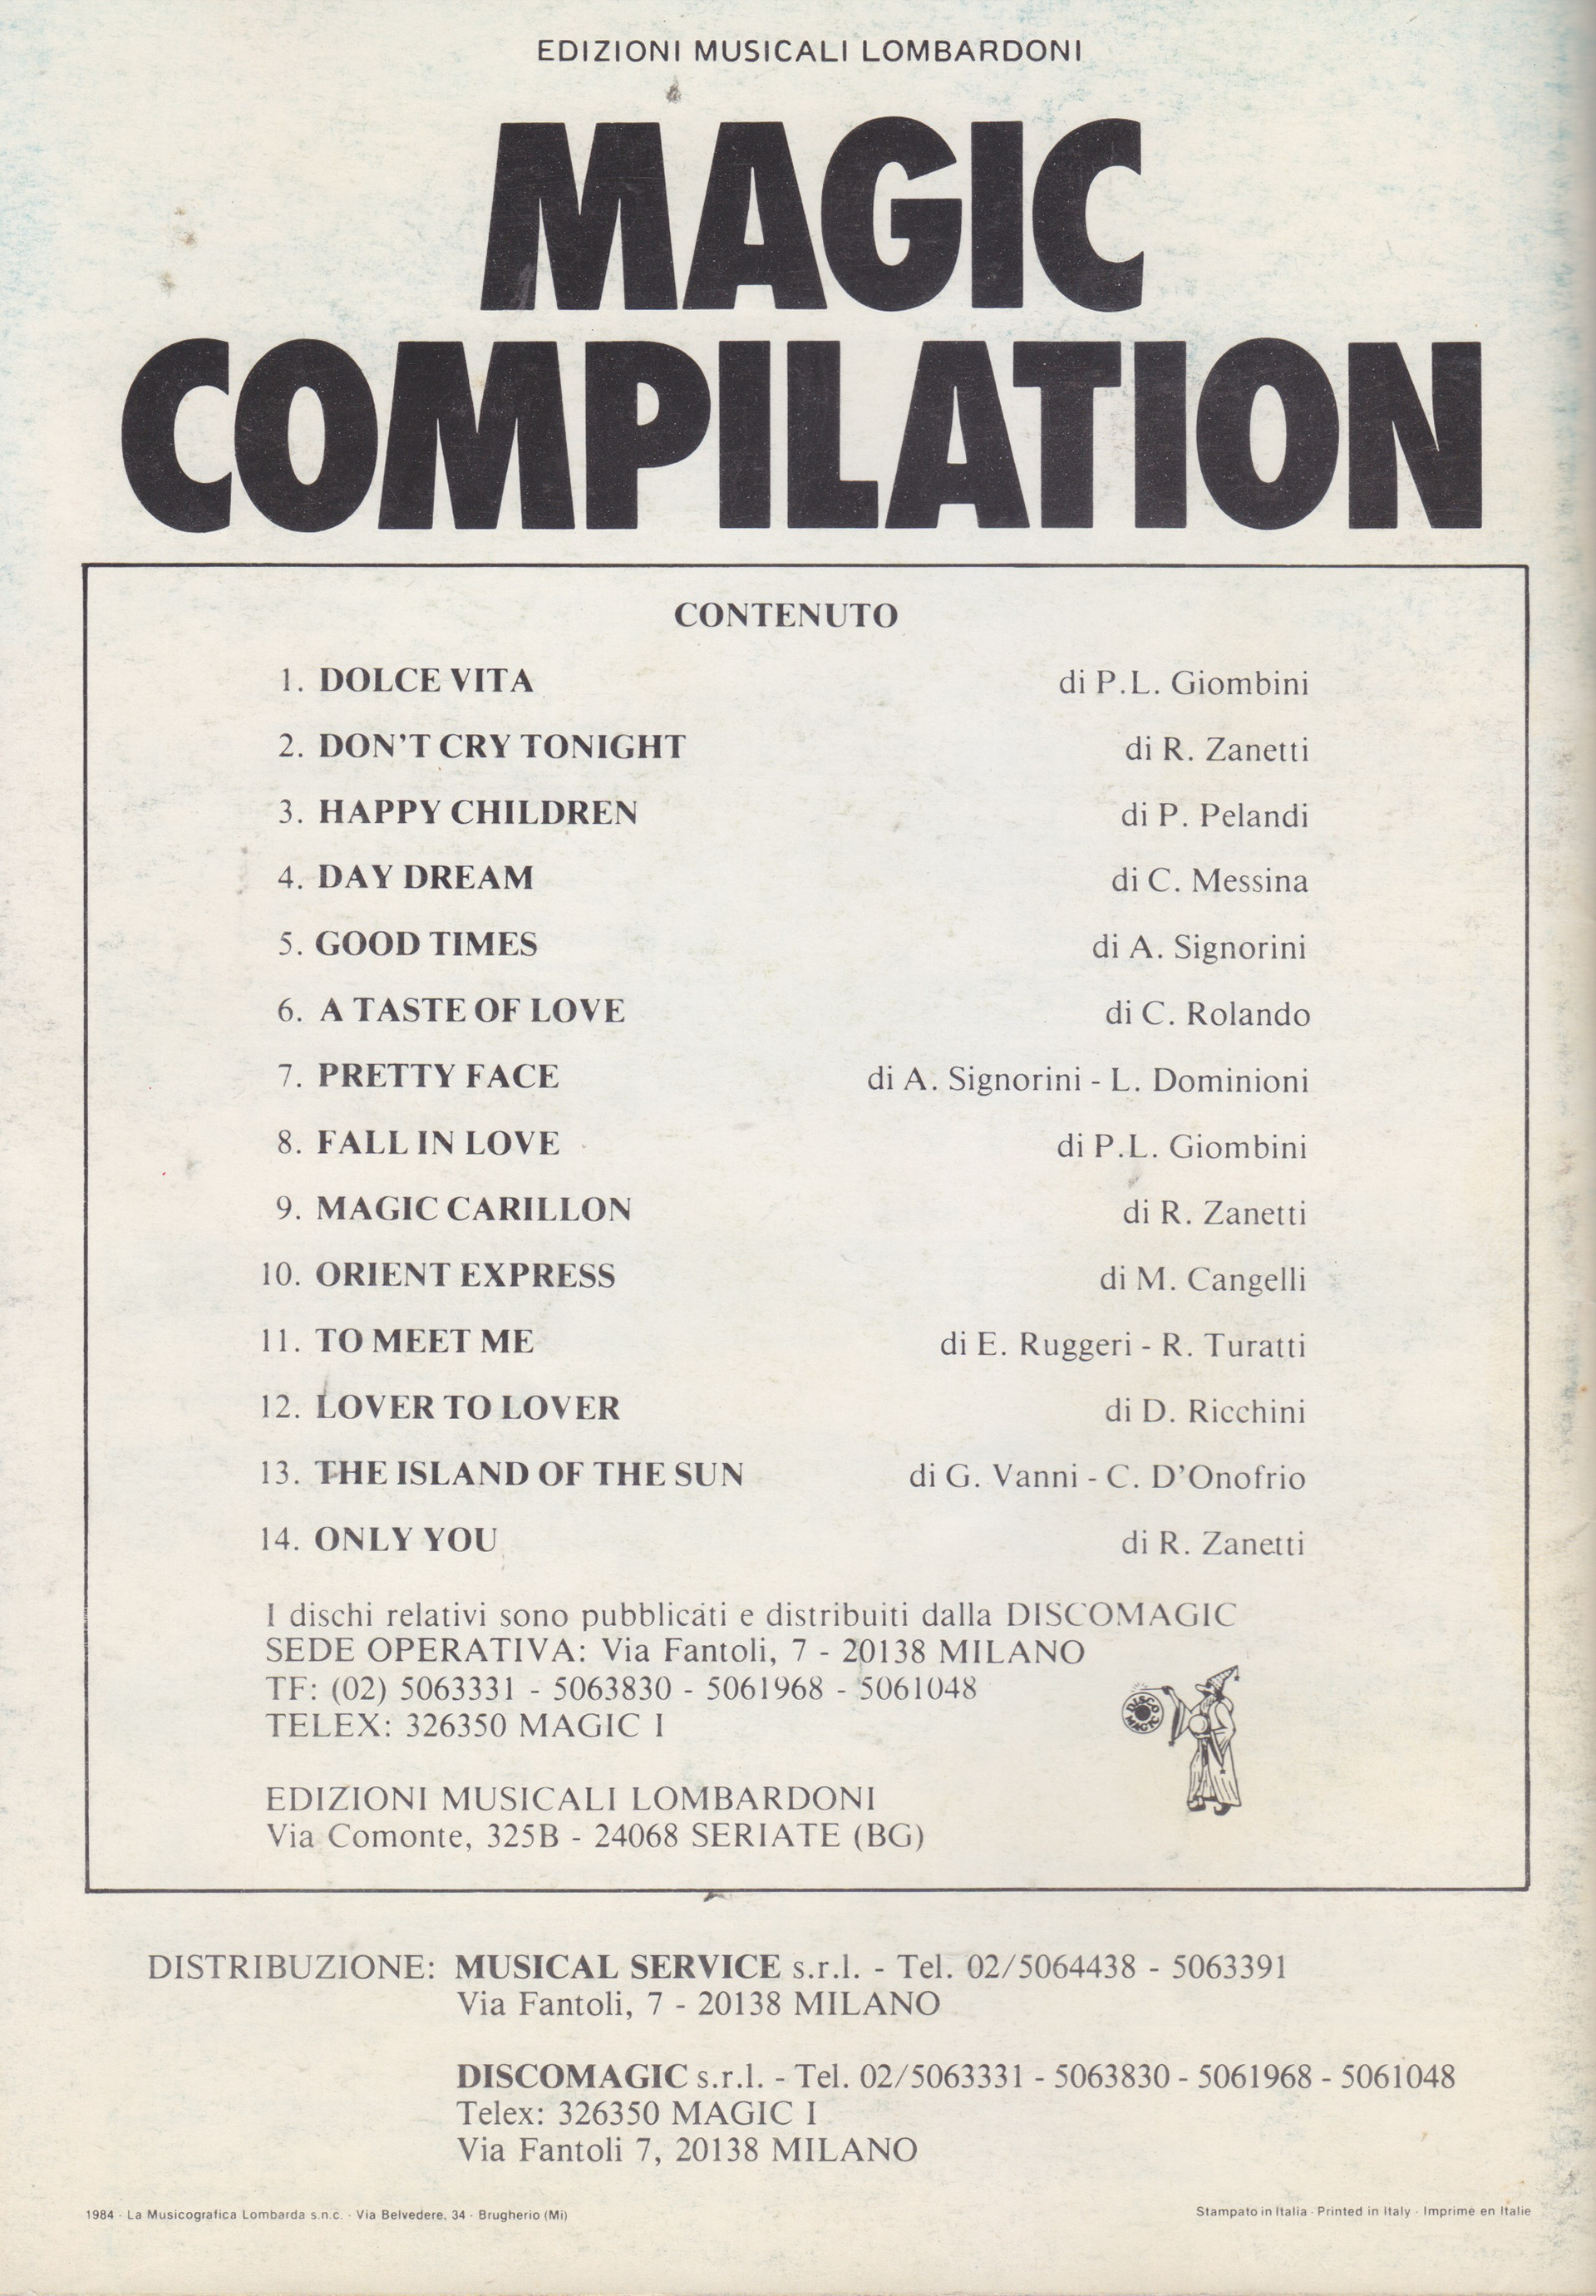 EDIZIONI MUSICALI LOMBARDONI
MAGIC
COMPILATION
CONTENUTO
1. DOLCE VITA di P.L. Giombini
2. DON'T CRY TONIGHT di R. Zanetti
3. HAPPY CHILDREN di P. Pelandi
4. DAY DREAM di C. Messina
5. GOOD TIMES di A. Signorini
6. A TASTE OF LOVE di C. Rolando
7. PRETTY FACE di A. Signorini - L. Dominioni
8. FALL IN LOVE di P.L. Giombini
9. MAGIC CARILLON di R. Zanetti
10. ORIENT EXPRESS di M. Cangelli
11. TO MEET ME di E. Ruggeri - R. Turatti
12. LOVER TO LOVER di D. Ricchini
13. THE ISLAND OF THE SUN di G. Vanni - C. D'Onofrio
14. ONLY YOU di R. Zanetti
I dischi relativi sono pubblicati e distribuiti dalla DISCOMAGIC
SEDE OPERATIVA: Via Fantoli, 7 - 20138 MILANO
TF: (02) 5063331 - 5063830 - 5061968 - 5061048
TELEX: 326350 MAGIC I
DISCO
MAGIC
EDIZIONI MUSICALI LOMBARDONI
Via Comonte, 325B - 24068 SERIATE (BG)
DISTRIBUZIONE: MUSICAL SERVICE s.r.l. - Tel. 02/5064438 - 5063391
Via Fantoli, 7 - 20138 MILANO
DISCOMAGIC s.r.l. - Tel. 02/5063331 - 5063830 - 5061968 - 5061048
Telex: 326350 MAGIC I
Via Fantoli 7, 20138 MILANO
1984 · La Musicografica Lombarda s.n.c. · Via Belvedere, 34 · Brugherio (Mi)
Stampato in Italia · Printed in Italy · Imprimé en Italie